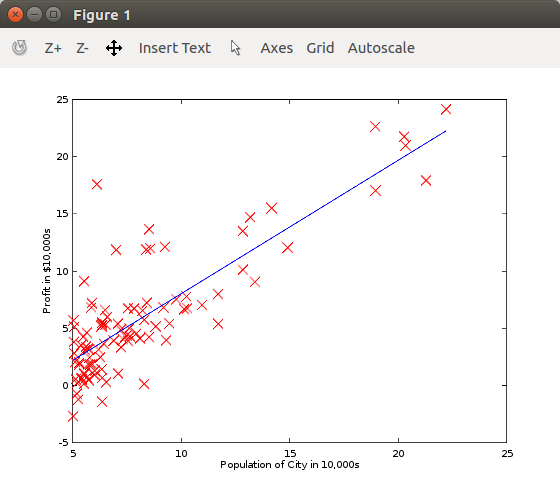 Figure 1
Z+ Z- Insert Text Axes Grid Autoscale
25
20
15
10
5
0
-5
Profit in $10,000s
5 10 15 20 25
Population of City in 10,000s